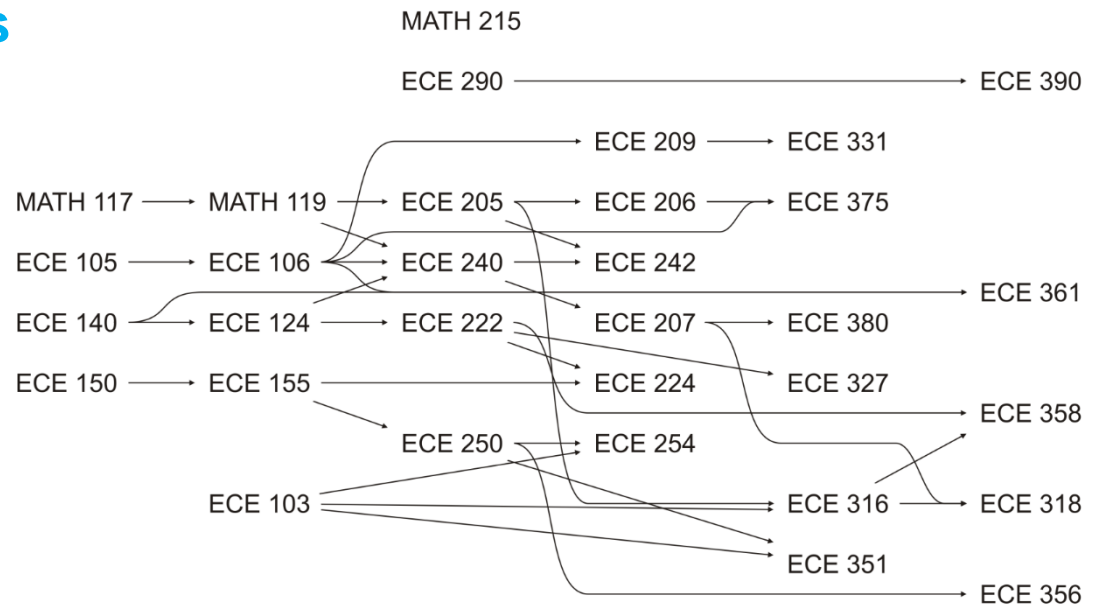 s
MATH 215
ECE 290 ECE 390
ECE 209 ECE 331
MATH 117 MATH 119 ECE 205 ECE 206 ECE 375
ECE 105 ECE 106 ECE 240 ECE 242
ECE 361
ECE 140 ECE 124 ECE 222 ECE 207 ECE 380
ECE 150 ECE 155 ECE 224 ECE 327
ECE 358
ECE 250 ECE 254
ECE 103 ECE 316 ECE 318
ECE 351
ECE 356